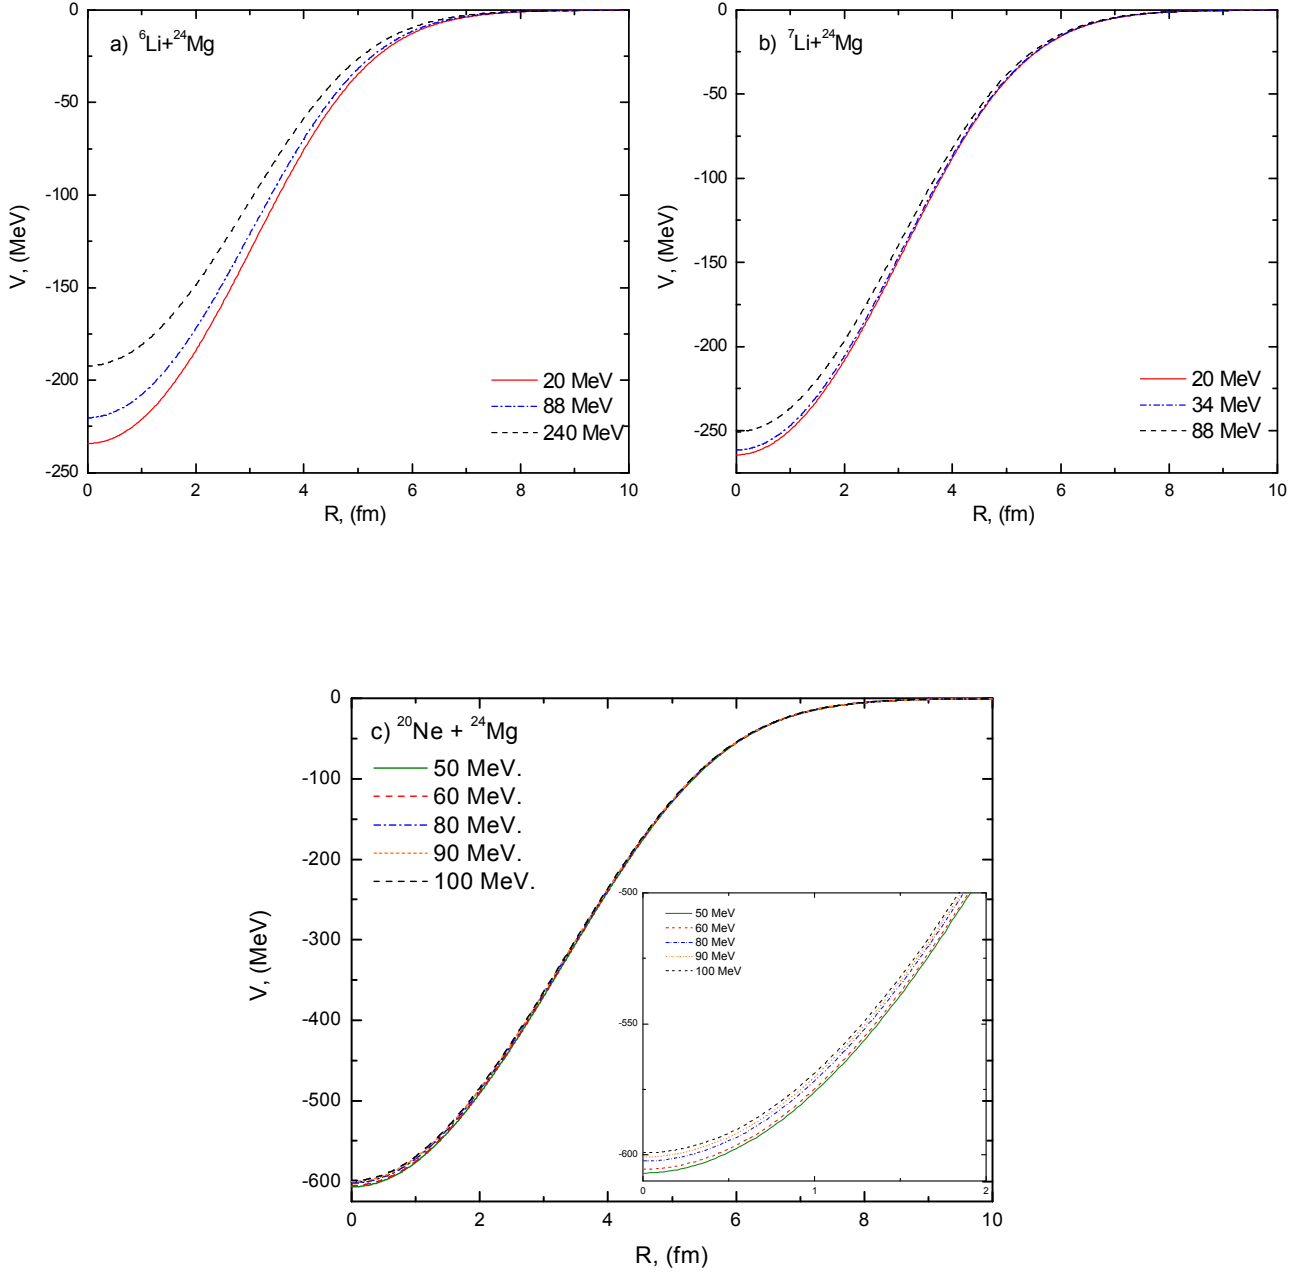 a) ⁶Li+²⁴Mg
0
-50
-100
-150
-200
-250
V, (MeV)
20 MeV
88 MeV
240 MeV
0 2 4 6 8 10
R, (fm)
b) ⁷Li+²⁴Mg
0
-50
-100
-150
-200
-250
V, (MeV)
20 MeV
34 MeV
88 MeV
0 2 4 6 8 10
R, (fm)
c) ²⁰Ne + ²⁴Mg
50 MeV.
60 MeV.
80 MeV.
90 MeV.
100 MeV.
0
-100
-200
-300
-400
-500
-600
V, (MeV)
-500
-550
-600
50 MeV
60 MeV
80 MeV
90 MeV
100 MeV
0 1 2
0 2 4 6 8 10
R, (fm)